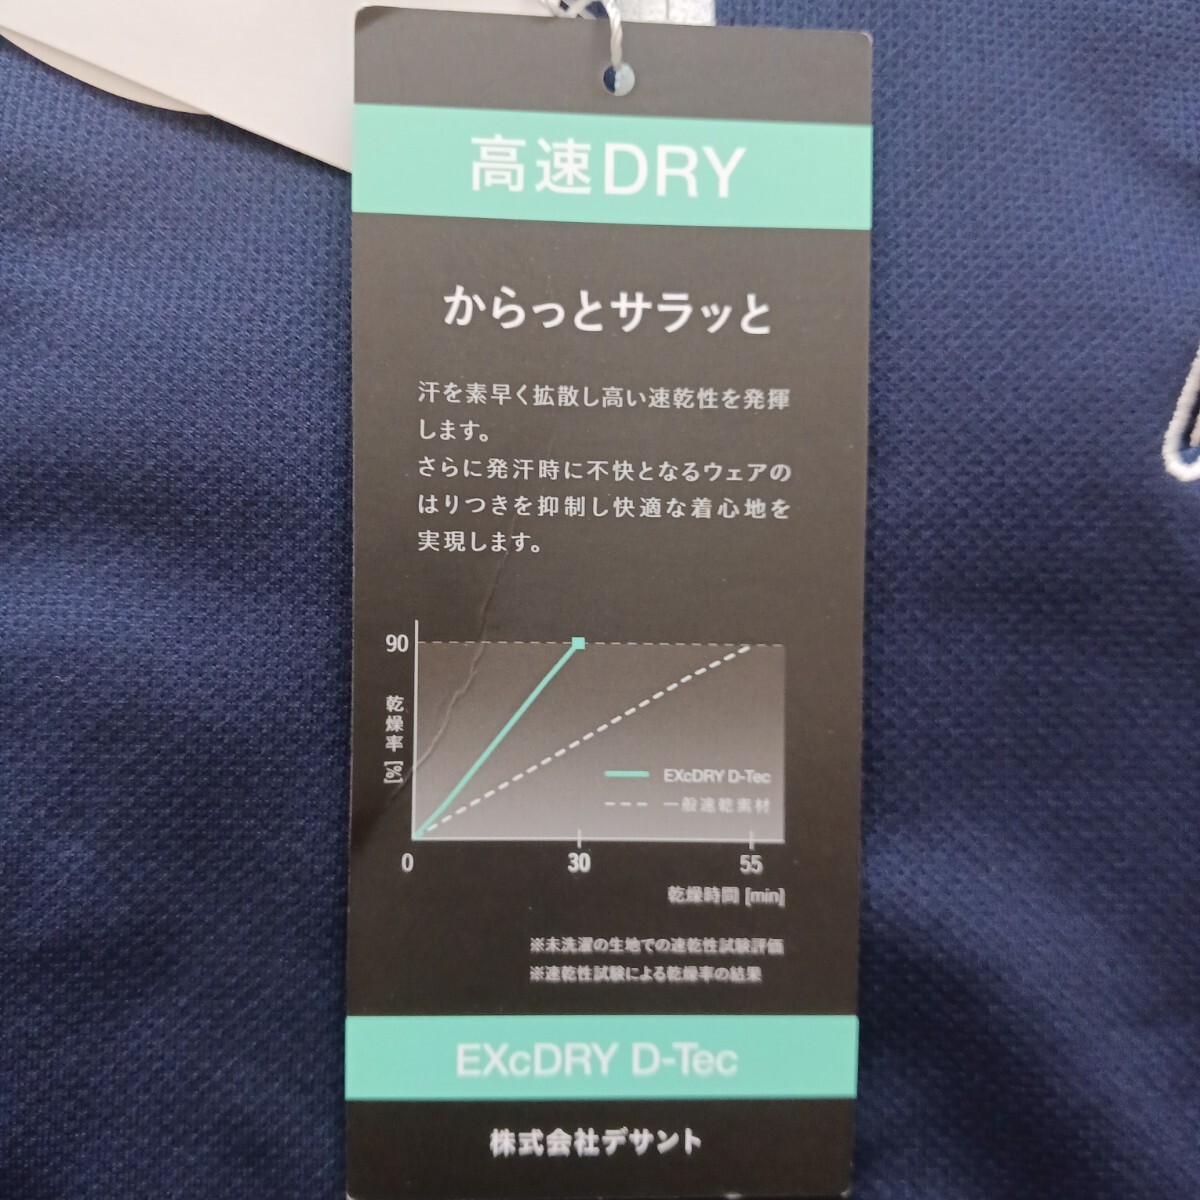 高速DRY
からっとサラッと
汗を素早く拡散し高い速乾性を発揮
します。
さらに発汗時に不快となるウェアの
はりつきを抑制し快適な着心地を
実現します。
90
乾燥率 [%]
EXcDRY D-Tec
一般速乾素材
0 30 55
乾燥時間 [min]
※未洗濯の生地での速乾性試験評価
※速乾性試験による乾燥率の結果
EXcDRY D-Tec
株式会社デサント